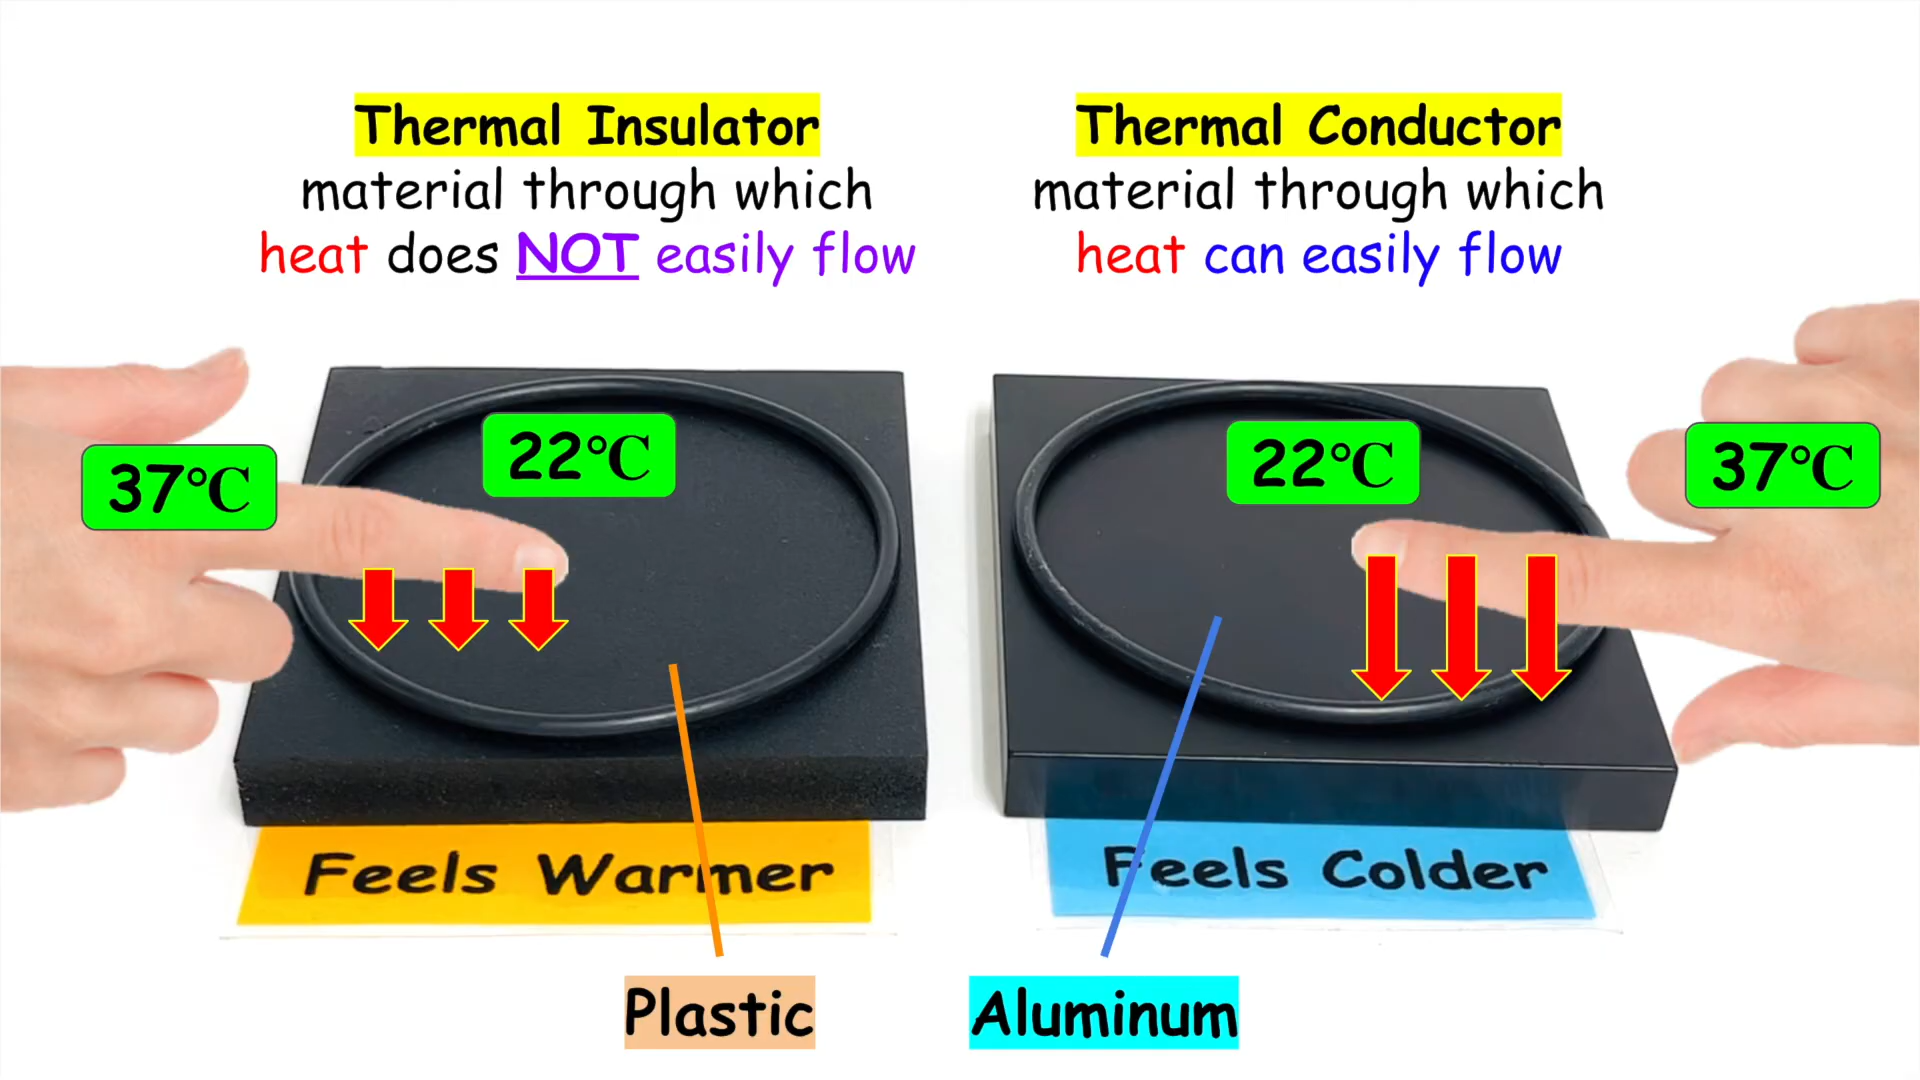 Thermal Insulator
material through which
heat does NOT easily flow
Thermal Conductor
material through which
heat can easily flow
37°C
22°C
22°C
37°C
Feels Warmer
Feels Colder
Plastic
Aluminum